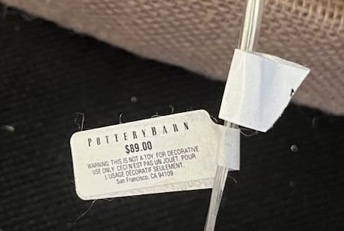 POTTERYBARN
$89.00
WARNING: THIS IS NOT A TOY. FOR DECORATIVE
USE ONLY. CECI N'EST PAS UN JOUET. POUR
L'USAGE DÉCORATIF SEULEMENT.
San Francisco, CA 94109